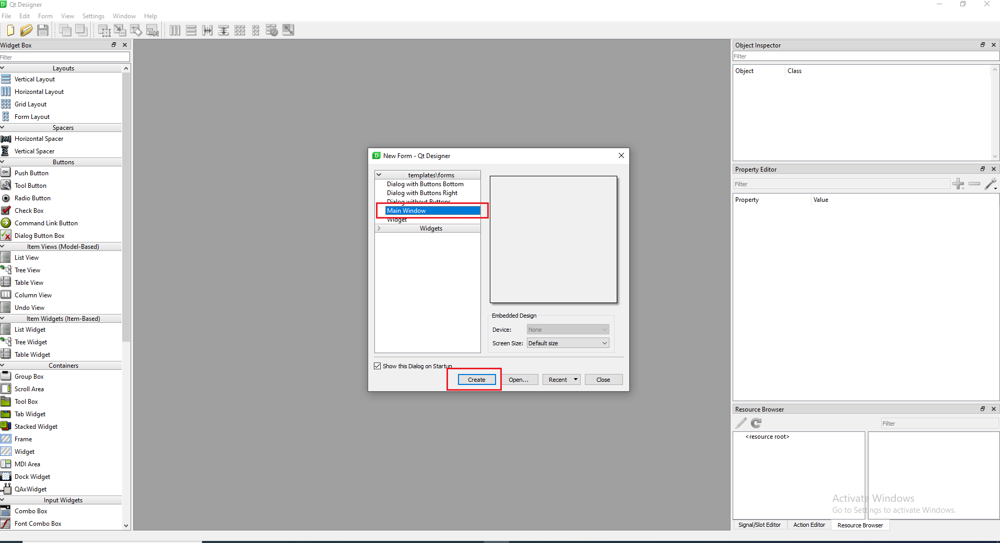 Qt Designer
File Edit Form View Settings Window Help
Widget Box
Filter
Layouts
Vertical Layout
Horizontal Layout
Grid Layout
Form Layout
Spacers
Horizontal Spacer
Vertical Spacer
Buttons
OK Push Button
Tool Button
Radio Button
Check Box
Command Link Button
Dialog Button Box
Item Views (Model-Based)
List View
Tree View
Table View
Column View
Undo View
Item Widgets (Item-Based)
List Widget
Tree Widget
Table Widget
Containers
Group Box
Scroll Area
Tool Box
Tab Widget
Stacked Widget
Frame
Widget
MDI Area
Dock Widget
QAxWidget
Input Widgets
Combo Box
Font Combo Box
New Form - Qt Designer
templates\forms
Dialog with Buttons Bottom
Dialog with Buttons Right
Dialog without Buttons
Main Window
Widget
Widgets
Embedded Design
Device: None
Screen Size: Default size
Show this Dialog on Startup
Create Open... Recent Close
Object Inspector
Filter
Object Class
Property Editor
Filter
Property Value
Resource Browser
Filter
<resource root>
Activate Windows
Go to Settings to activate Windows.
Signal/Slot Editor Action Editor Resource Browser